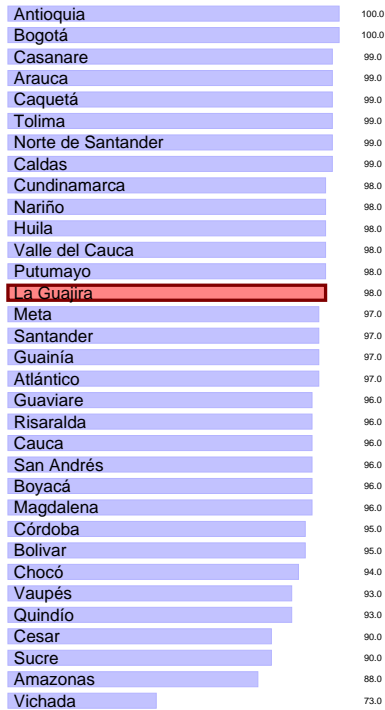 Antioquia 100.0
Bogotá 100.0
Casanare 99.0
Arauca 99.0
Caquetá 99.0
Tolima 99.0
Norte de Santander 99.0
Caldas 99.0
Cundinamarca 98.0
Nariño 98.0
Huila 98.0
Valle del Cauca 98.0
Putumayo 98.0
La Guajira 98.0
Meta 97.0
Santander 97.0
Guainía 97.0
Atlántico 97.0
Guaviare 96.0
Risaralda 96.0
Cauca 96.0
San Andrés 96.0
Boyacá 96.0
Magdalena 96.0
Córdoba 95.0
Bolivar 95.0
Chocó 94.0
Vaupés 93.0
Quindío 93.0
Cesar 90.0
Sucre 90.0
Amazonas 88.0
Vichada 73.0